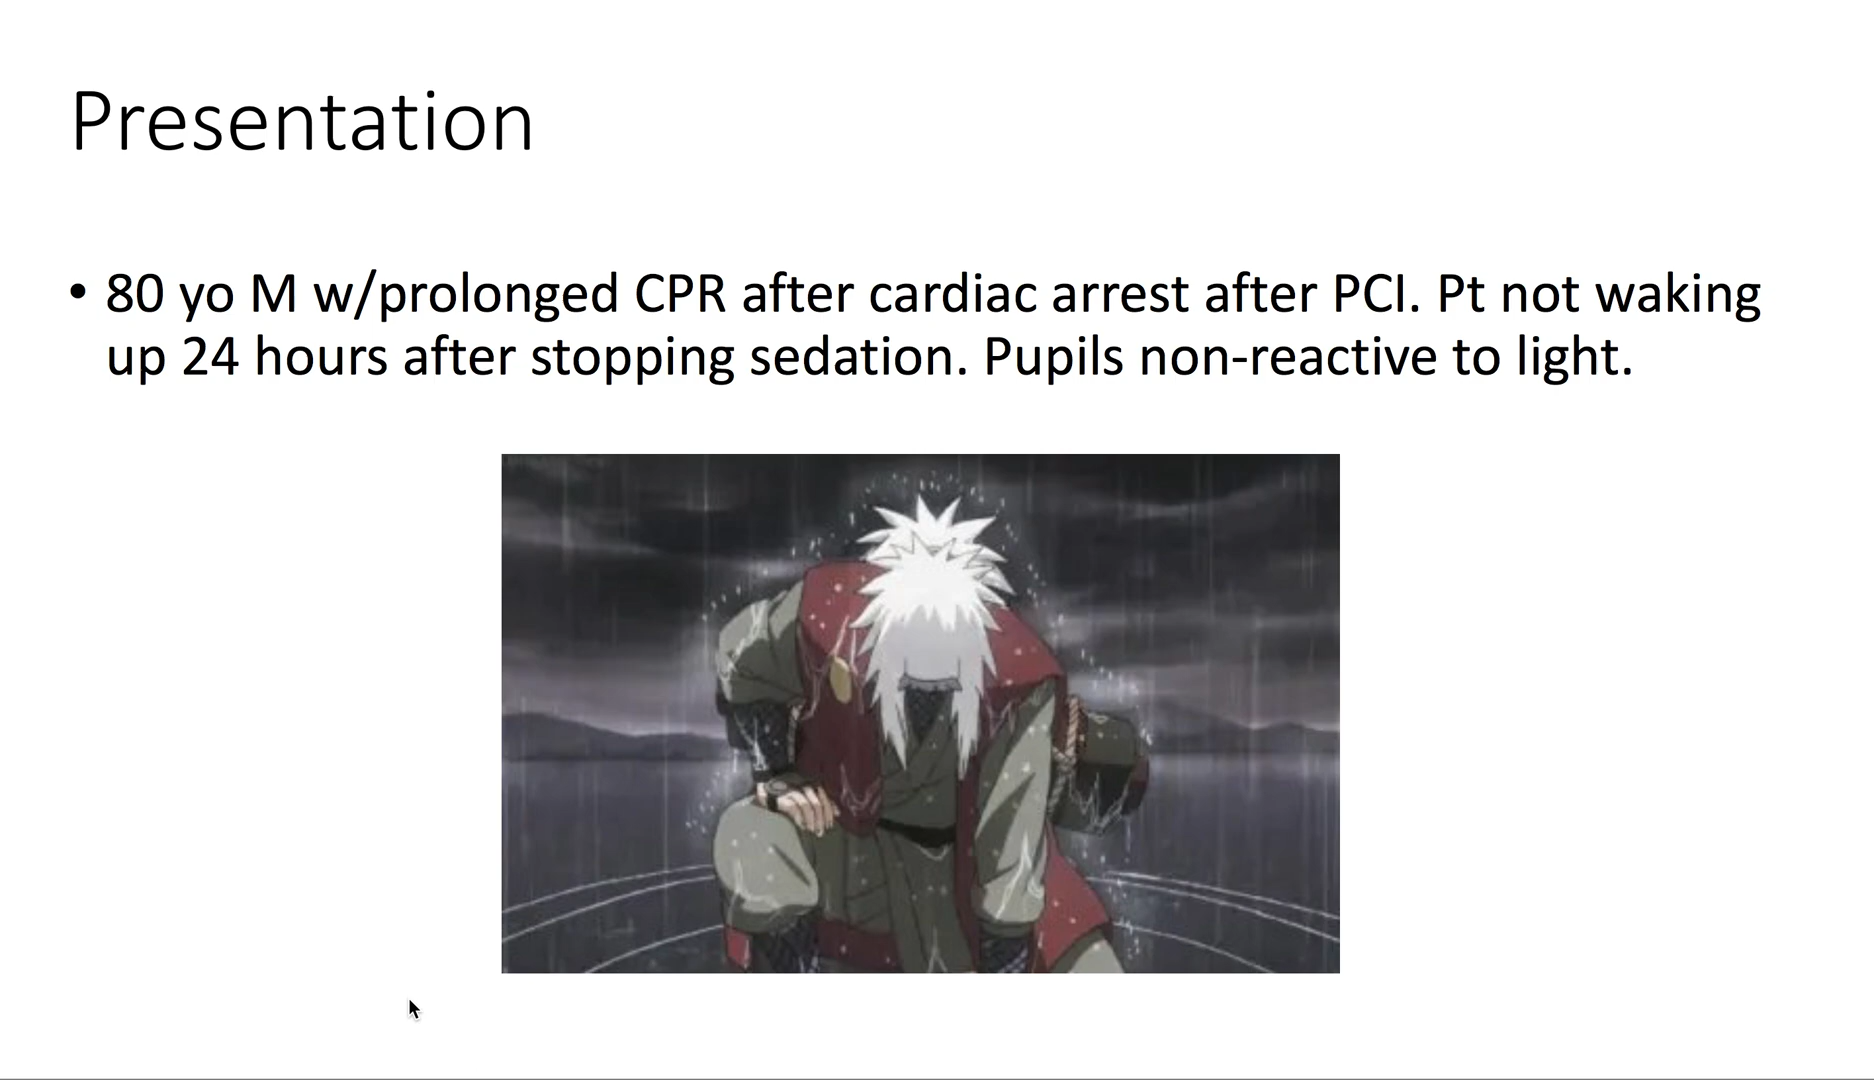 Presentation
• 80 yo M w/prolonged CPR after cardiac arrest after PCI. Pt not waking
up 24 hours after stopping sedation. Pupils non-reactive to light.